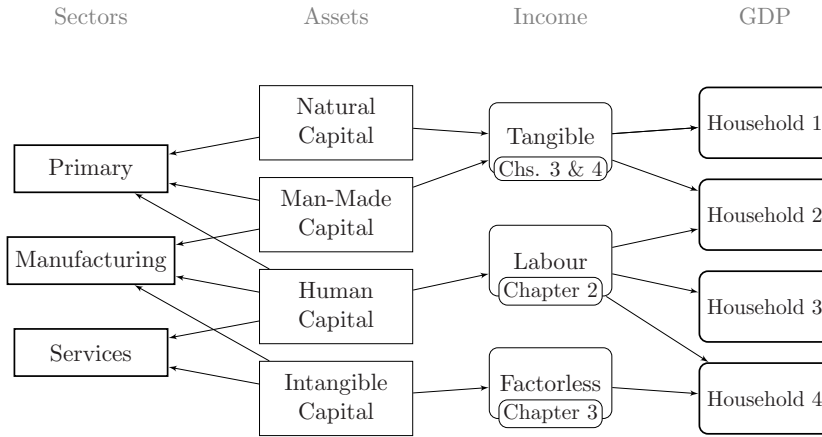 Sectors
Assets
Income
GDP
Primary
Manufacturing
Services
Natural
Capital
Man-Made
Capital
Human
Capital
Intangible
Capital
Tangible
Chs. 3 & 4
Labour
Chapter 2
Factorless
Chapter 3
Household 1
Household 2
Household 3
Household 4